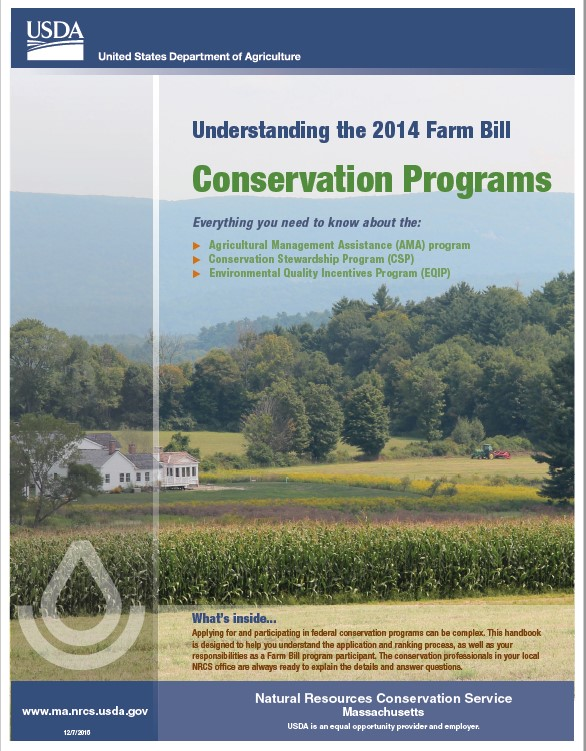 USDA
United States Department of Agriculture
Understanding the 2014 Farm Bill
Conservation Programs
Everything you need to know about the:
Agricultural Management Assistance (AMA) program
Conservation Stewardship Program (CSP)
Environmental Quality Incentives Program (EQIP)
What's inside...
Applying for and participating in federal conservation programs can be complex. This handbook
is designed to help you understand the application and ranking process, as well as your
responsibilities as a Farm Bill program participant. The conservation professionals in your local
NRCS office are always ready to explain the details and answer questions.
www.ma.nrcs.usda.gov
12/7/2016
Natural Resources Conservation Service
Massachusetts
USDA is an equal opportunity provider and employer.